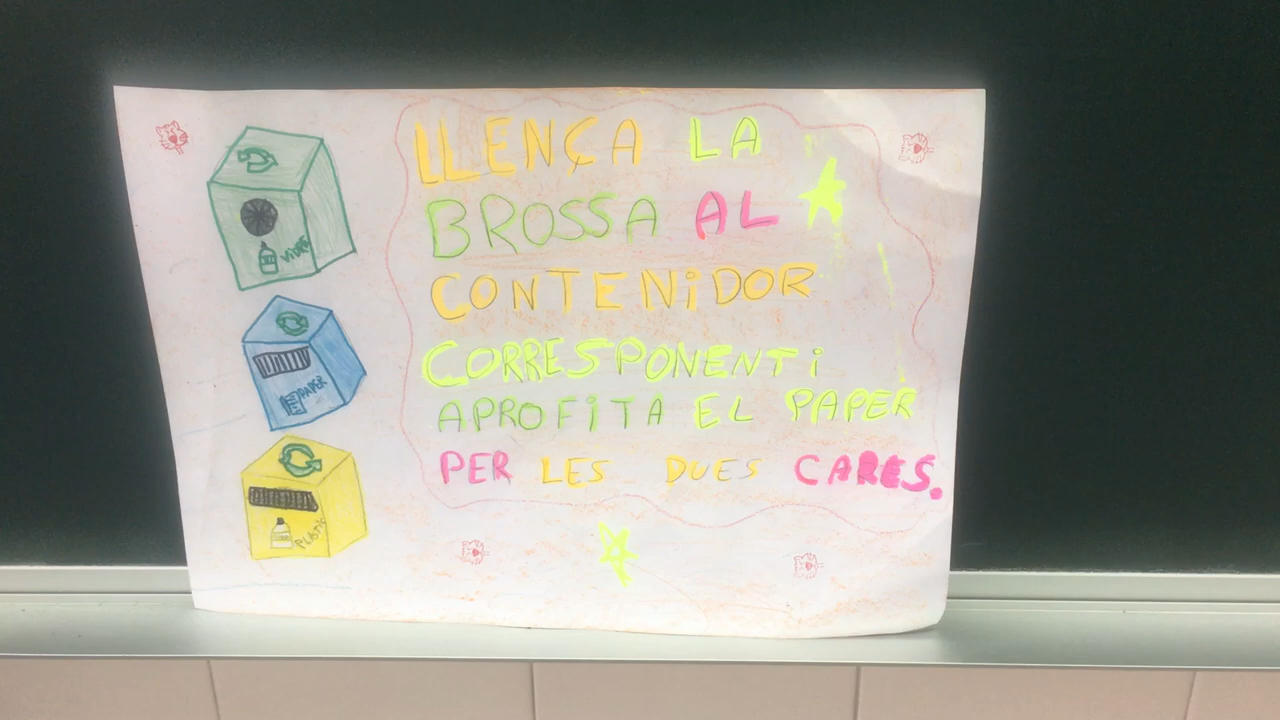 LLENÇA LA
BROSSA AL
CONTENiDOR
CORRESPONENT i
APROFiTA EL PAPER
PER LES DUES CARES.
VIDRE
PAPER
PLÀSTIC